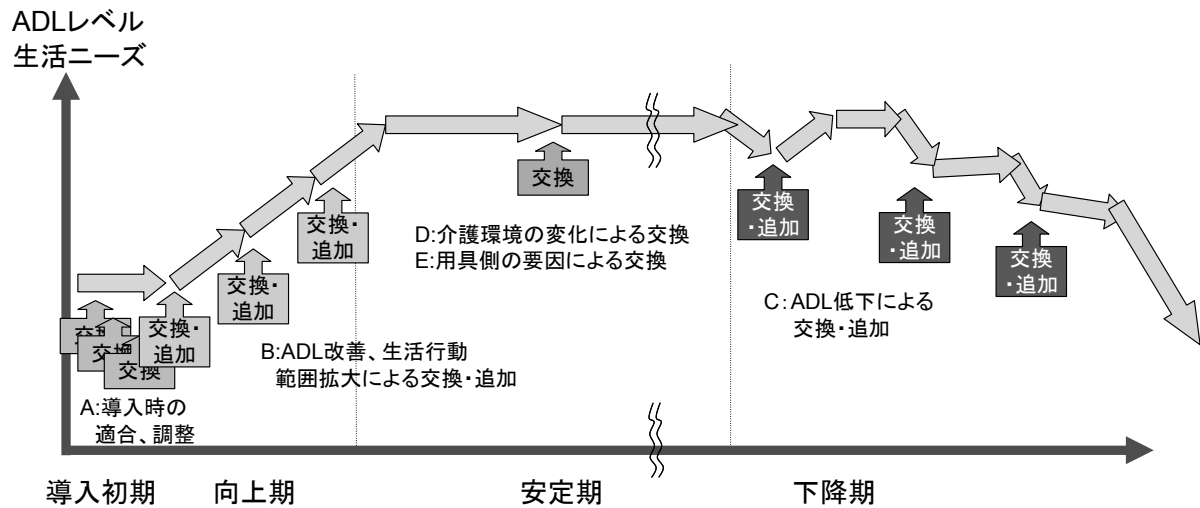 ADLレベル
生活ニーズ
交換
交換
交換
交換・
追加
交換・
追加
交換・
追加
交換
交換
・追加
交換
・追加
交換
・追加
A:導入時の
適合、調整
B:ADL改善、生活行動
範囲拡大による交換・追加
D:介護環境の変化による交換
E:用具側の要因による交換
C:ADL低下による
交換・追加
導入初期
向上期
安定期
下降期